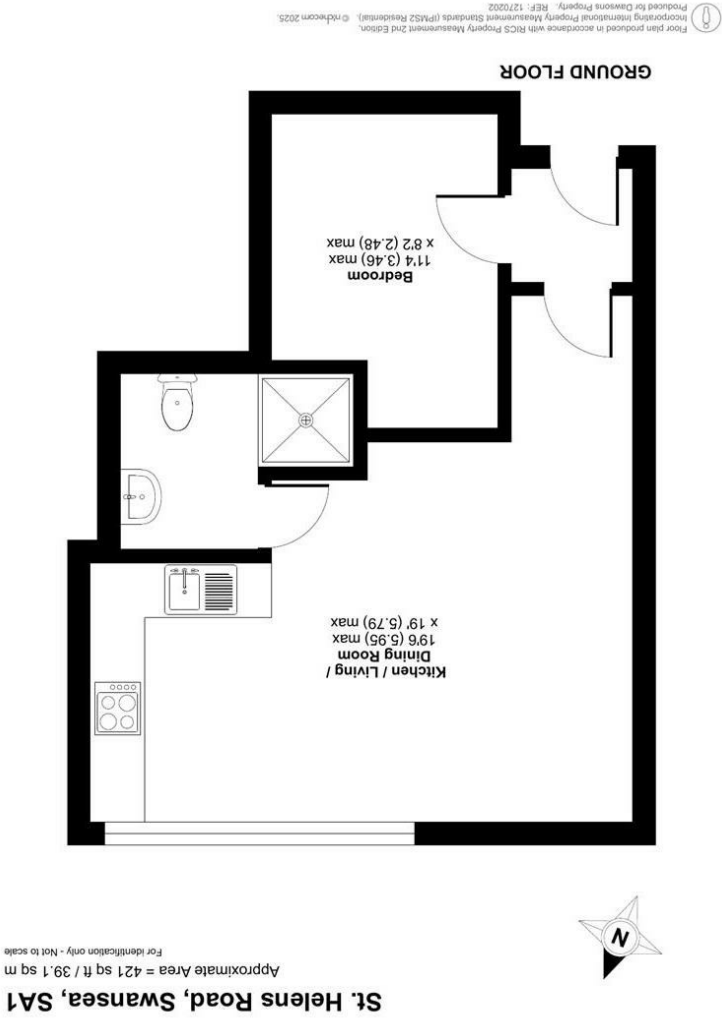 St. Helens Road, Swansea, SA1
Approximate Area = 421 sq ft / 39.1 sq m
For identification only - Not to scale
N
Kitchen / Living /
Dining Room
19'6 (5.95) max
x 19' (5.79) max
Bedroom
11'4 (3.46) max
x 8'2 (2.48) max
GROUND FLOOR
Floor plan produced in accordance with RICS Property Measurement 2nd Edition,
Incorporating International Property Measurement Standards (IPMS2 Residential). © nichecom 2025.
Produced for Dawsons Property. REF: 1270202